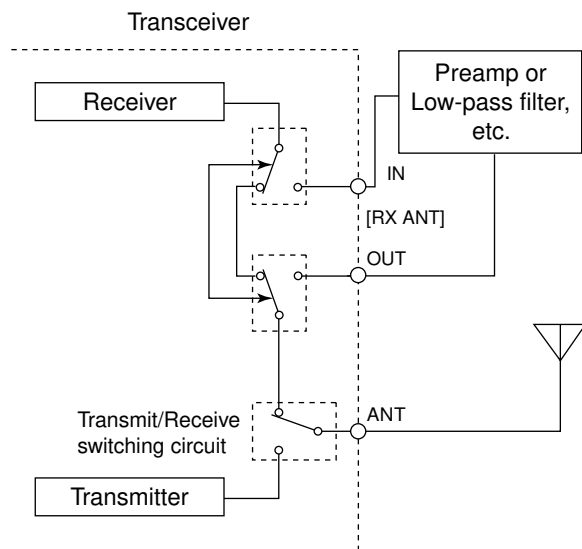 Transceiver
Receiver
Preamp or
Low-pass filter,
etc.
IN
[RX ANT]
OUT
ANT
Transmit/Receive
switching circuit
Transmitter